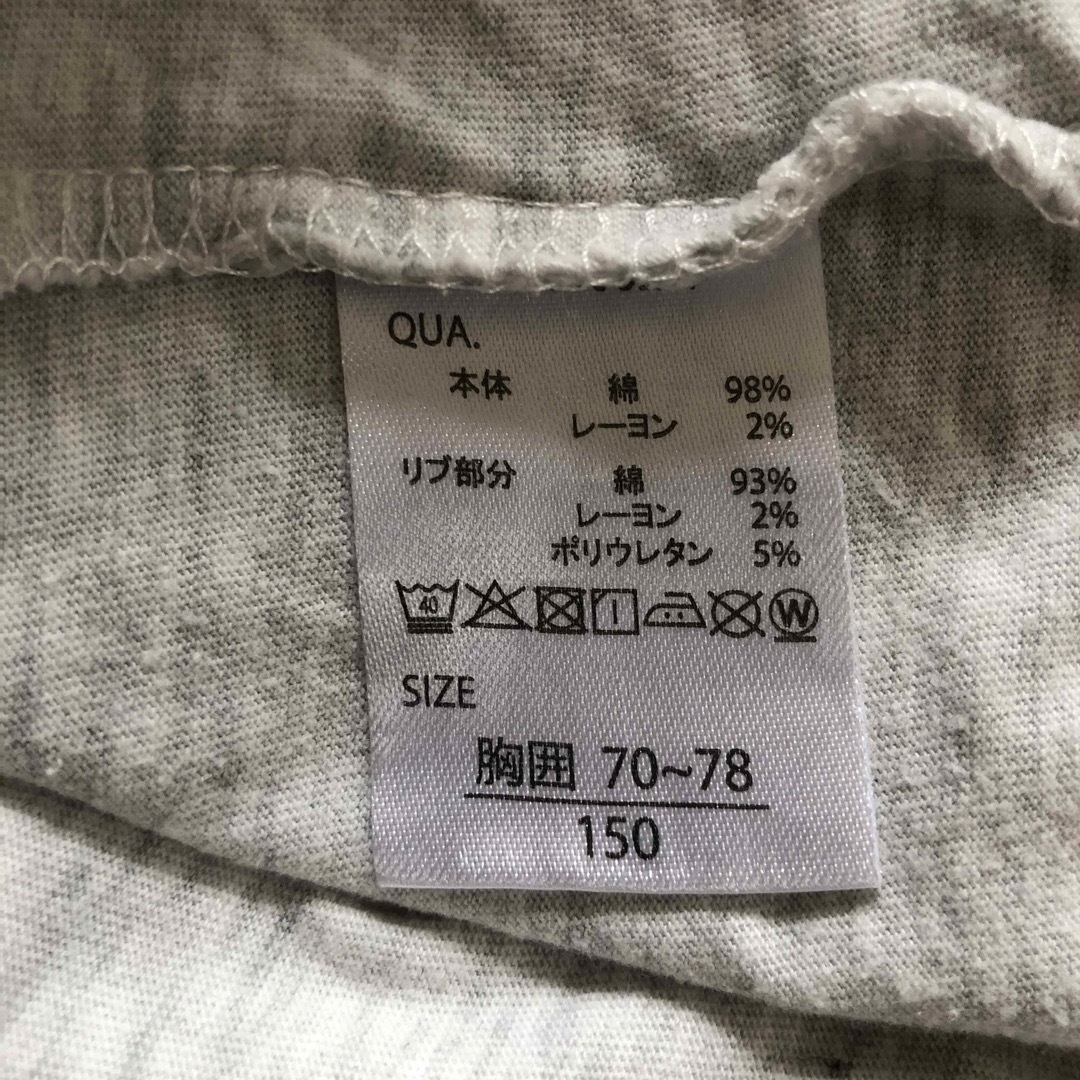 QUA.
本体 綿 98%
レーヨン 2%
リブ部分 綿 93%
レーヨン 2%
ポリウレタン 5%
40 W
SIZE
胸囲 70~78
150